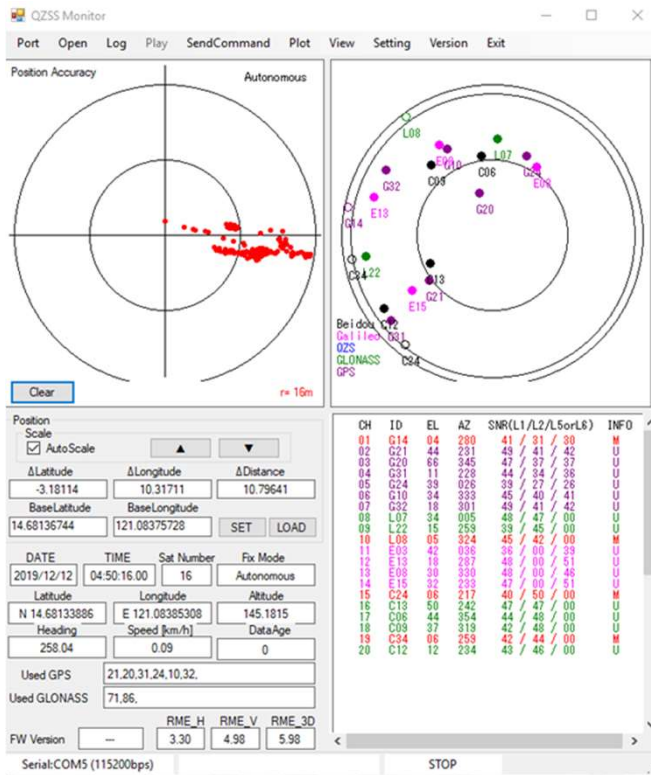 QZSS Monitor
Port Open Log Play SendCommand Plot View Setting Version Exit
Position Accuracy
Autonomous
Clear
r= 16m
L08
E09
G10
C09
C06
L07
G24
E03
G32
E13
G20
G14
C34
L22
C13
G21
E15
Beidou C12
Galileo G31
QZS
GLONASS
GPS
C24
Position
Scale
AutoScale ▲ ▼
ΔLatitude ΔLongitude ΔDistance
-3.18114 10.31711 10.79641
BaseLatitude BaseLongitude
14.68136744 121.08375728 SET LOAD
DATE TIME Sat Number Fix Mode
2019/12/12 04:50:16.00 16 Autonomous
Latitude Longitude Altitude
N 14.68133886 E 121.08385308 145.1815
Heading Speed [km/h] DataAge
258.04 0.09 0
Used GPS 21,20,31,24,10,32,
Used GLONASS 71,86,
RME_H RME_V RME_3D
FW Version --- 3.30 4.98 5.98
CH ID EL AZ SNR(L1/L2/L5orL6) INFO
01 G14 04 280 41 / 31 / 30 M
02 G21 44 231 49 / 41 / 42 U
03 G20 66 345 47 / 37 / 37 U
04 G31 11 228 44 / 34 / 36 U
05 G24 39 026 39 / 27 / 26 U
06 G10 34 333 45 / 40 / 41 U
07 G32 18 301 49 / 41 / 42 U
08 L07 34 005 48 / 47 / 00 U
09 L22 15 259 39 / 45 / 00 U
10 L08 05 324 45 / 42 / 00 M
11 E03 42 036 36 / 00 / 39 U
12 E13 18 287 48 / 00 / 51 U
13 E08 30 330 48 / 00 / 46 U
14 E15 32 233 47 / 00 / 51 U
15 C24 06 217 40 / 50 / 00 M
16 C13 50 242 47 / 47 / 00 U
17 C06 44 354 44 / 48 / 00 U
18 C09 37 319 42 / 48 / 00 U
19 C34 06 259 42 / 44 / 00 M
20 C12 12 234 43 / 46 / 00 U
Serial:COM5 (115200bps) STOP